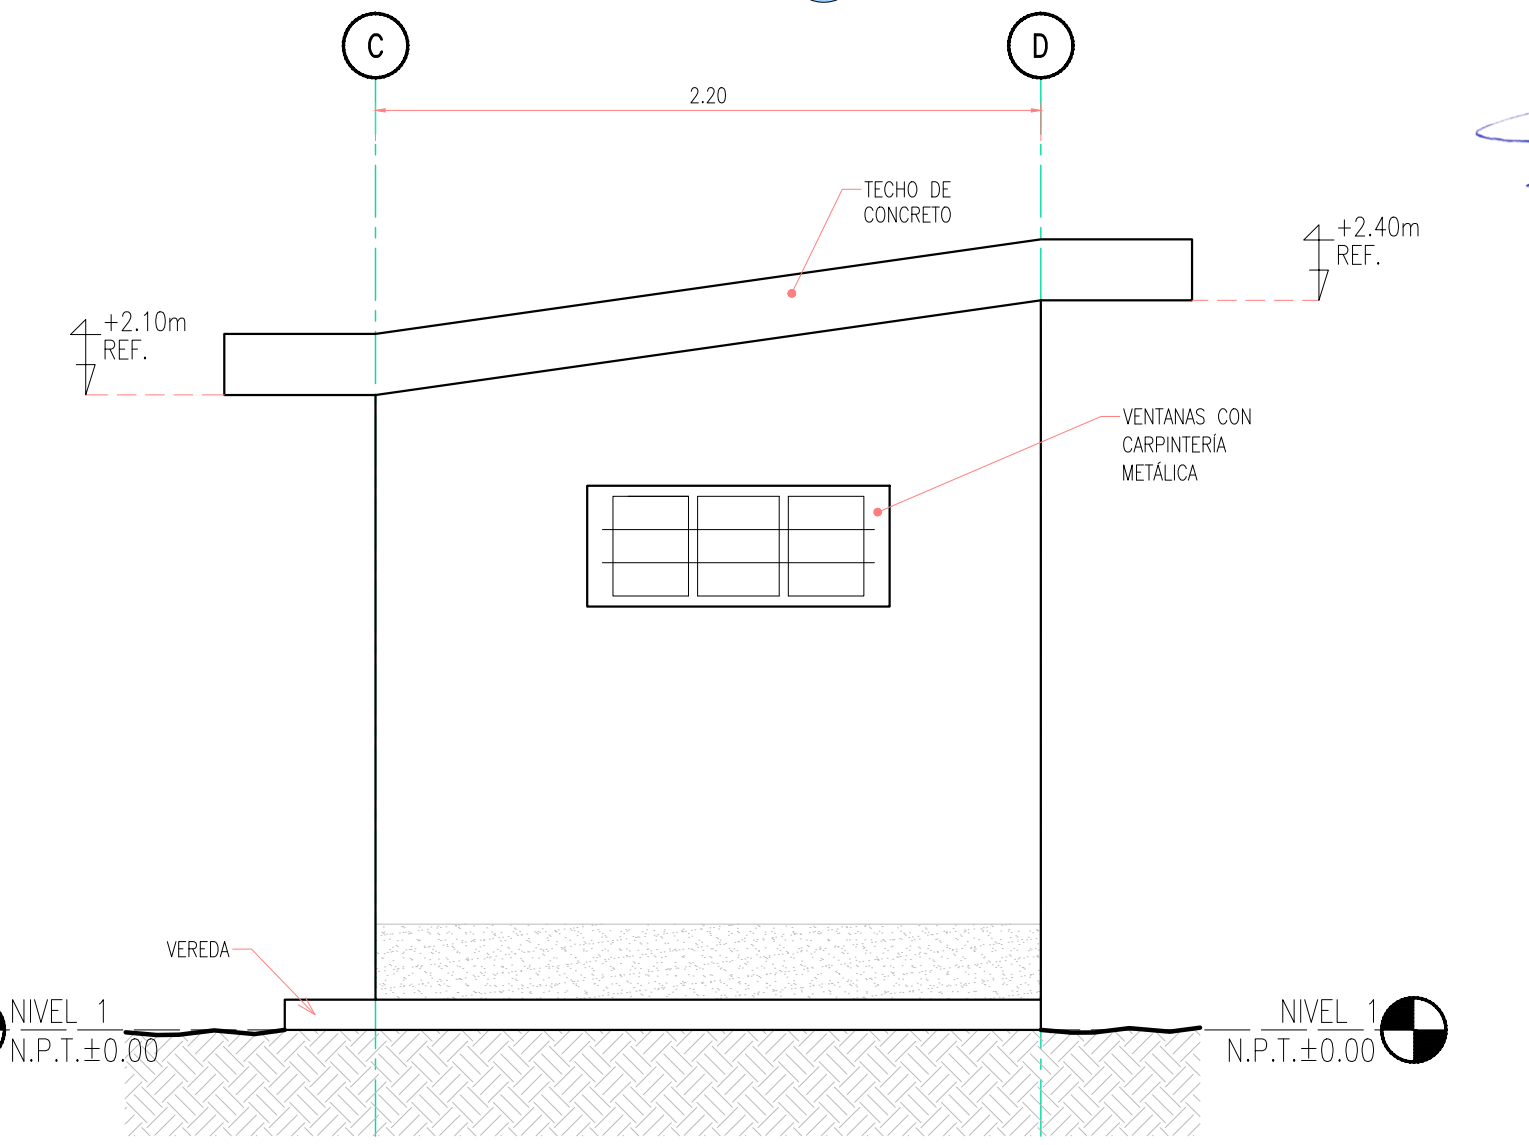 C
D
2.20
TECHO DE
CONCRETO
+2.40m
REF.
+2.10m
REF.
VENTANAS CON
CARPINTERÍA
METÁLICA
VEREDA
NIVEL 1
N.P.T.±0.00
NIVEL 1
N.P.T.±0.00